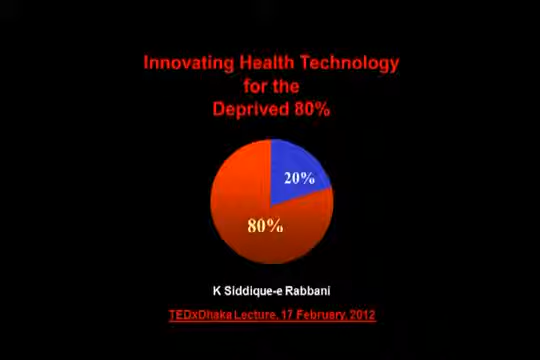 Innovating Health Technology
for the
Deprived 80%
20%
80%
K Siddique-e Rabbani
TEDxDhaka Lecture, 17 February, 2012